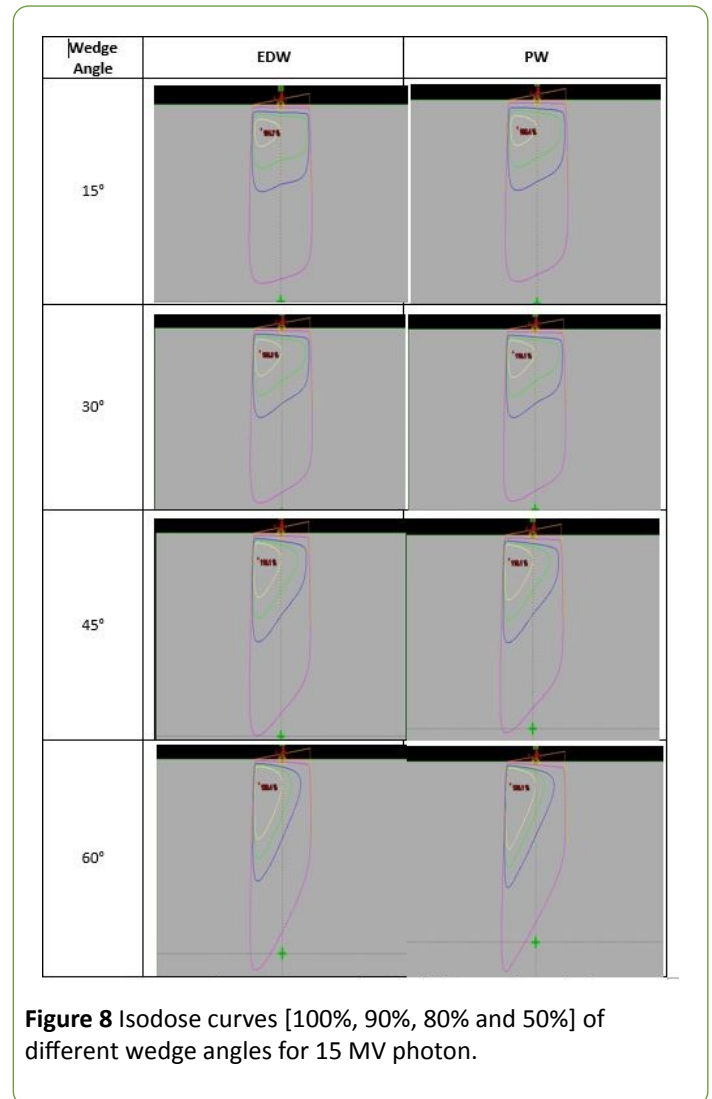 Wedge Angle EDW PW
15°
30°
45°
60°
Figure 8 Isodose curves [100%, 90%, 80% and 50%] of
different wedge angles for 15 MV photon.